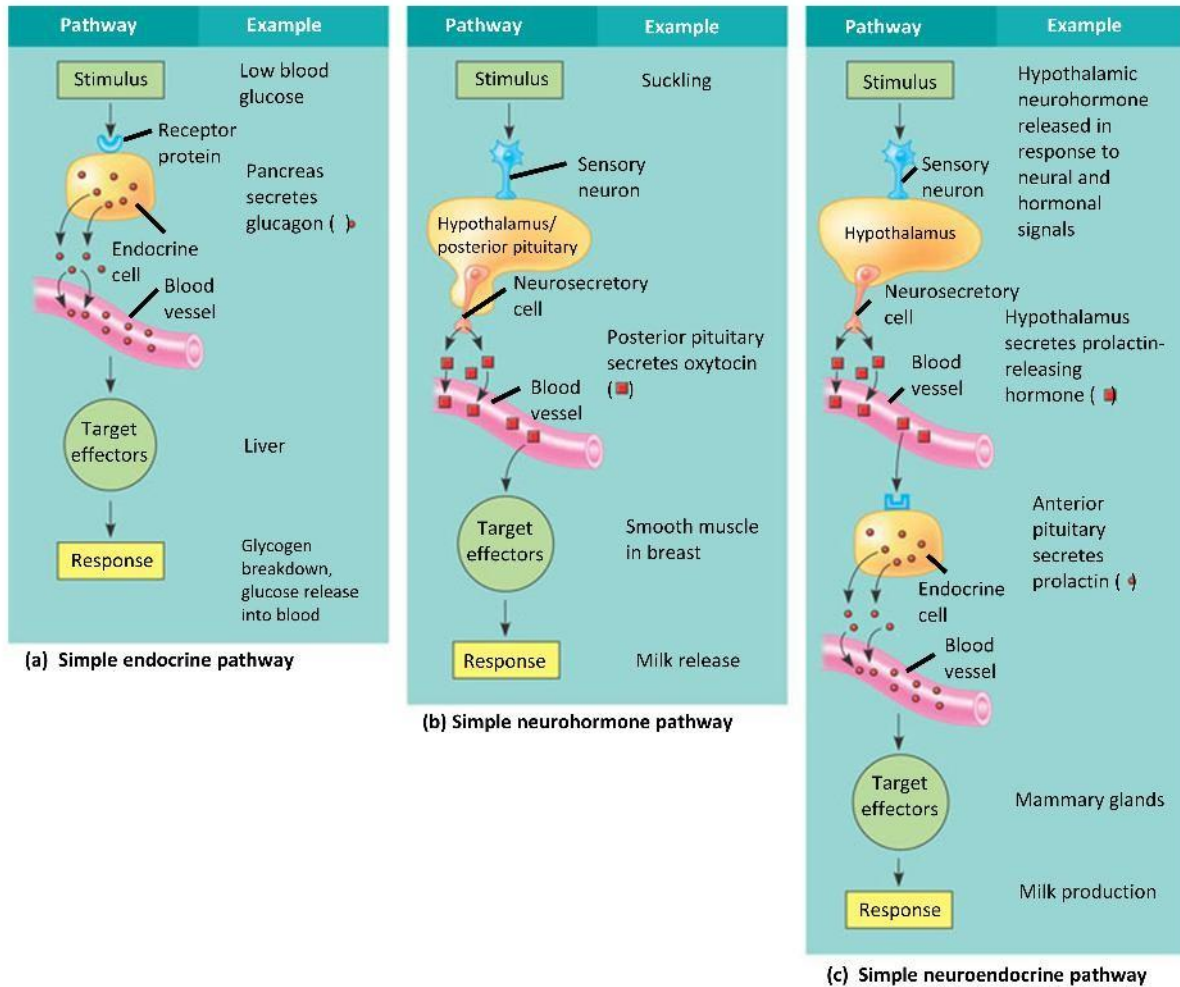 Pathway
Example
Stimulus
Low blood
glucose
Receptor
protein
Pancreas
secretes
glucagon ( )
Endocrine
cell
Blood
vessel
Target
effectors
Liver
Response
Glycogen
breakdown,
glucose release
into blood
(a) Simple endocrine pathway
Pathway
Example
Stimulus
Suckling
Sensory
neuron
Hypothalamus/
posterior pituitary
Neurosecretory
cell
Posterior pituitary
secretes oxytocin
( )
Blood
vessel
Target
effectors
Smooth muscle
in breast
Response
Milk release
(b) Simple neurohormone pathway
Pathway
Example
Stimulus
Hypothalamic
neurohormone
released in
response to
neural and
hormonal
signals
Sensory
neuron
Hypothalamus
Neurosecretory
cell
Hypothalamus
secretes prolactin-
releasing
hormone ( )
Blood
vessel
Anterior
pituitary
secretes
prolactin ( )
Endocrine
cell
Blood
vessel
Target
effectors
Mammary glands
Response
Milk production
(c) Simple neuroendocrine pathway